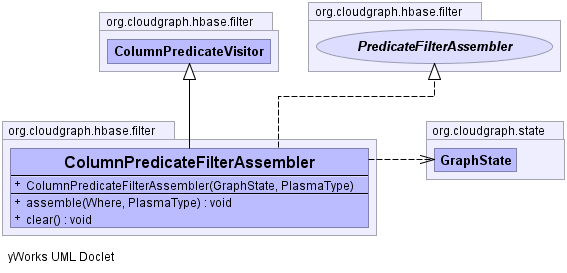 org.cloudgraph.hbase.filter
ColumnPredicateVisitor
org.cloudgraph.hbase.filter
PredicateFilterAssembler
org.cloudgraph.hbase.filter
ColumnPredicateFilterAssembler
+ ColumnPredicateFilterAssembler(GraphState, PlasmaType)
+ assemble(Where, PlasmaType) : void
+ clear() : void
org.cloudgraph.state
GraphState
yWorks UML Doclet